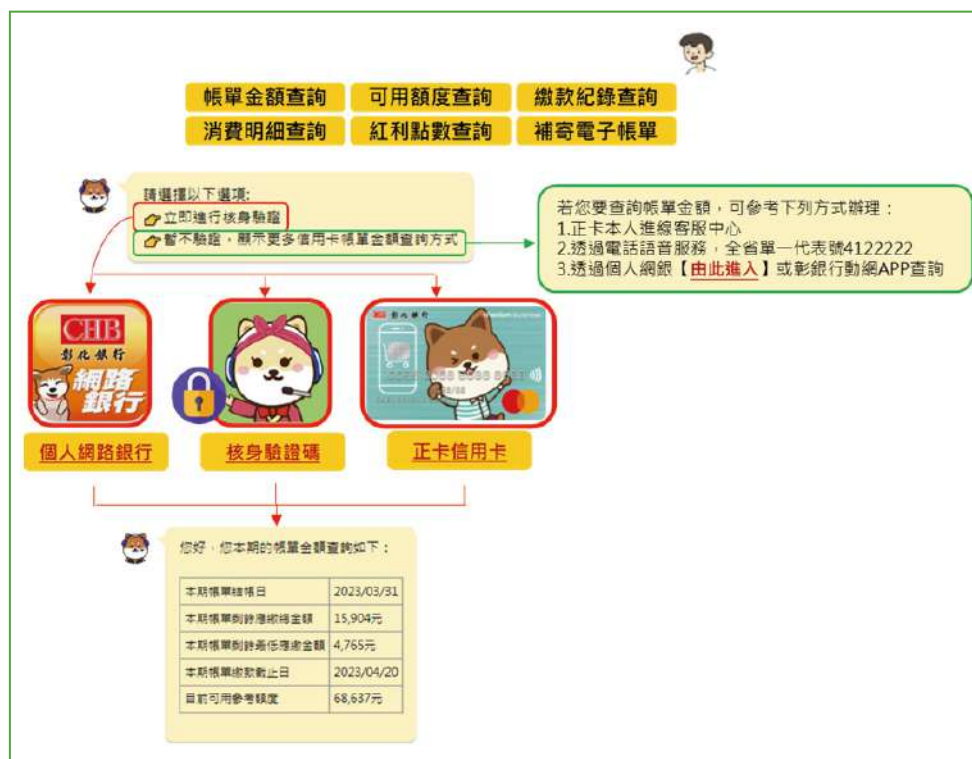 帳單金額查詢
可用額度查詢
繳款紀錄查詢
消費明細查詢
紅利點數查詢
補寄電子帳單
請選擇以下選項:
立即進行核身驗證
暫不驗證，顯示更多信用卡帳單金額查詢方式
若您要查詢帳單金額，可參考下列方式辦理：
1.正卡本人進線客服中心
2.透過電話語音服務，全省單一代表號4122222
3.透過個人網銀【由此進入】或彰銀行動網APP查詢
CHB
彰化銀行
網路
銀行
彰化銀行
個人網路銀行
核身驗證碼
正卡信用卡
您好，您本期的帳單金額查詢如下：
本期帳單結帳日 2023/03/31
本期帳單剩餘應繳總金額 15,904元
本期帳單剩餘最低應繳金額 4,765元
本期帳單繳款截止日 2023/04/20
目前可用參考額度 68,637元